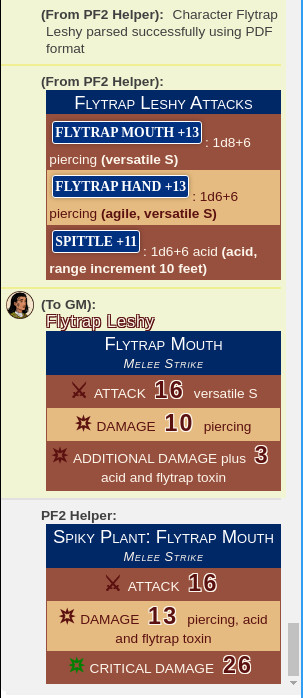 (From PF2 Helper): Character Flytrap
Leshy parsed successfully using PDF
format
(From PF2 Helper):
Flytrap Leshy Attacks
FLYTRAP MOUTH +13 : 1d8+6
piercing (versatile S)
FLYTRAP HAND +13 : 1d6+6
piercing (agile, versatile S)
SPITTLE +11 : 1d6+6 acid (acid,
range increment 10 feet)
(To GM):
Flytrap Leshy
Flytrap Mouth
Melee Strike
ATTACK 16 versatile S
DAMAGE 10 piercing
ADDITIONAL DAMAGE plus 3
acid and flytrap toxin
PF2 Helper:
Spiky Plant: Flytrap Mouth
Melee Strike
ATTACK 16
DAMAGE 13 piercing, acid
and flytrap toxin
CRITICAL DAMAGE 26